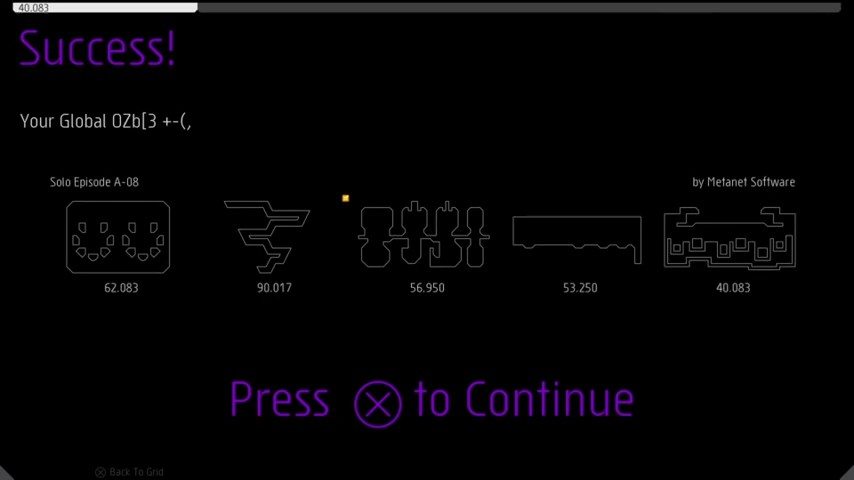 40.083
Success!
Your Global OZb[3 +-(,
Solo Episode A-08
by Metanet Software
62.083
90.017
56.950
53.250
40.083
Press to Continue
Back To Grid